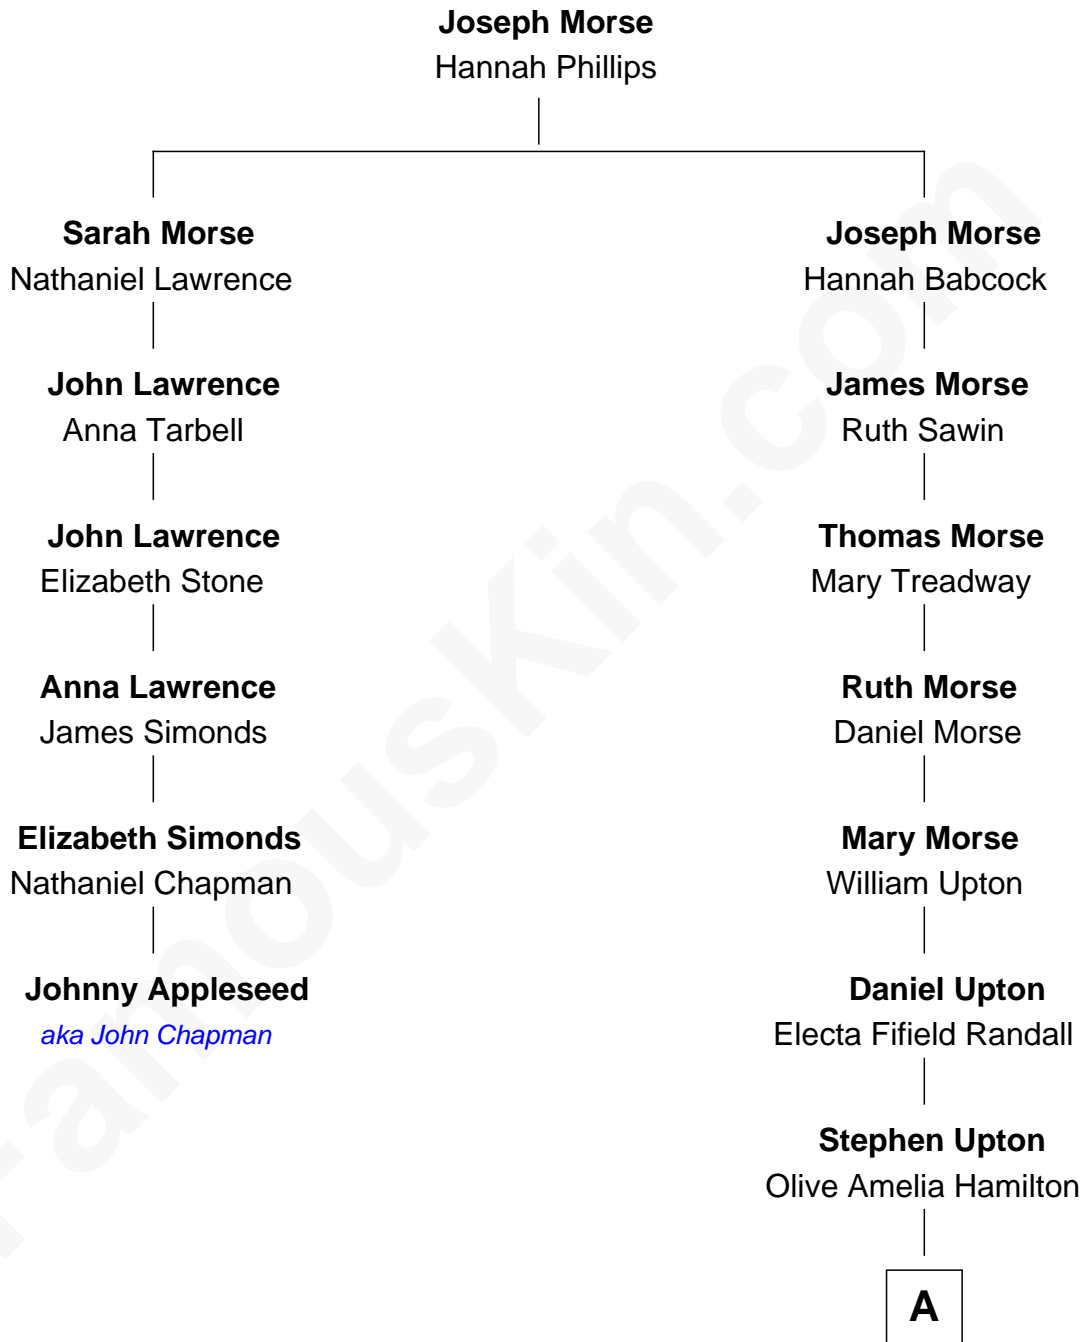 Joseph Morse
Hannah Phillips
Sarah Morse
Nathaniel Lawrence
John Lawrence
Anna Tarbell
John Lawrence
Elizabeth Stone
Anna Lawrence
James Simonds
Elizabeth Simonds
Nathaniel Chapman
Johnny Appleseed
aka John Chapman
Joseph Morse
Hannah Babcock
James Morse
Ruth Sawin
Thomas Morse
Mary Treadway
Ruth Morse
Daniel Morse
Mary Morse
William Upton
Daniel Upton
Electa Fifield Randall
Stephen Upton
Olive Amelia Hamilton
A
FamousKin.com